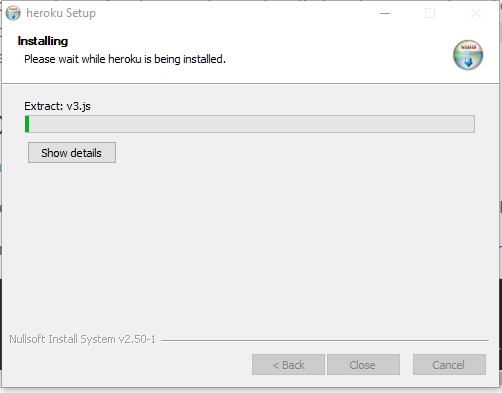 heroku Setup
Installing
Please wait while heroku is being installed.
Extract: v3.js
Show details
Nullsoft Install System v2.50-1
< Back
Close
Cancel